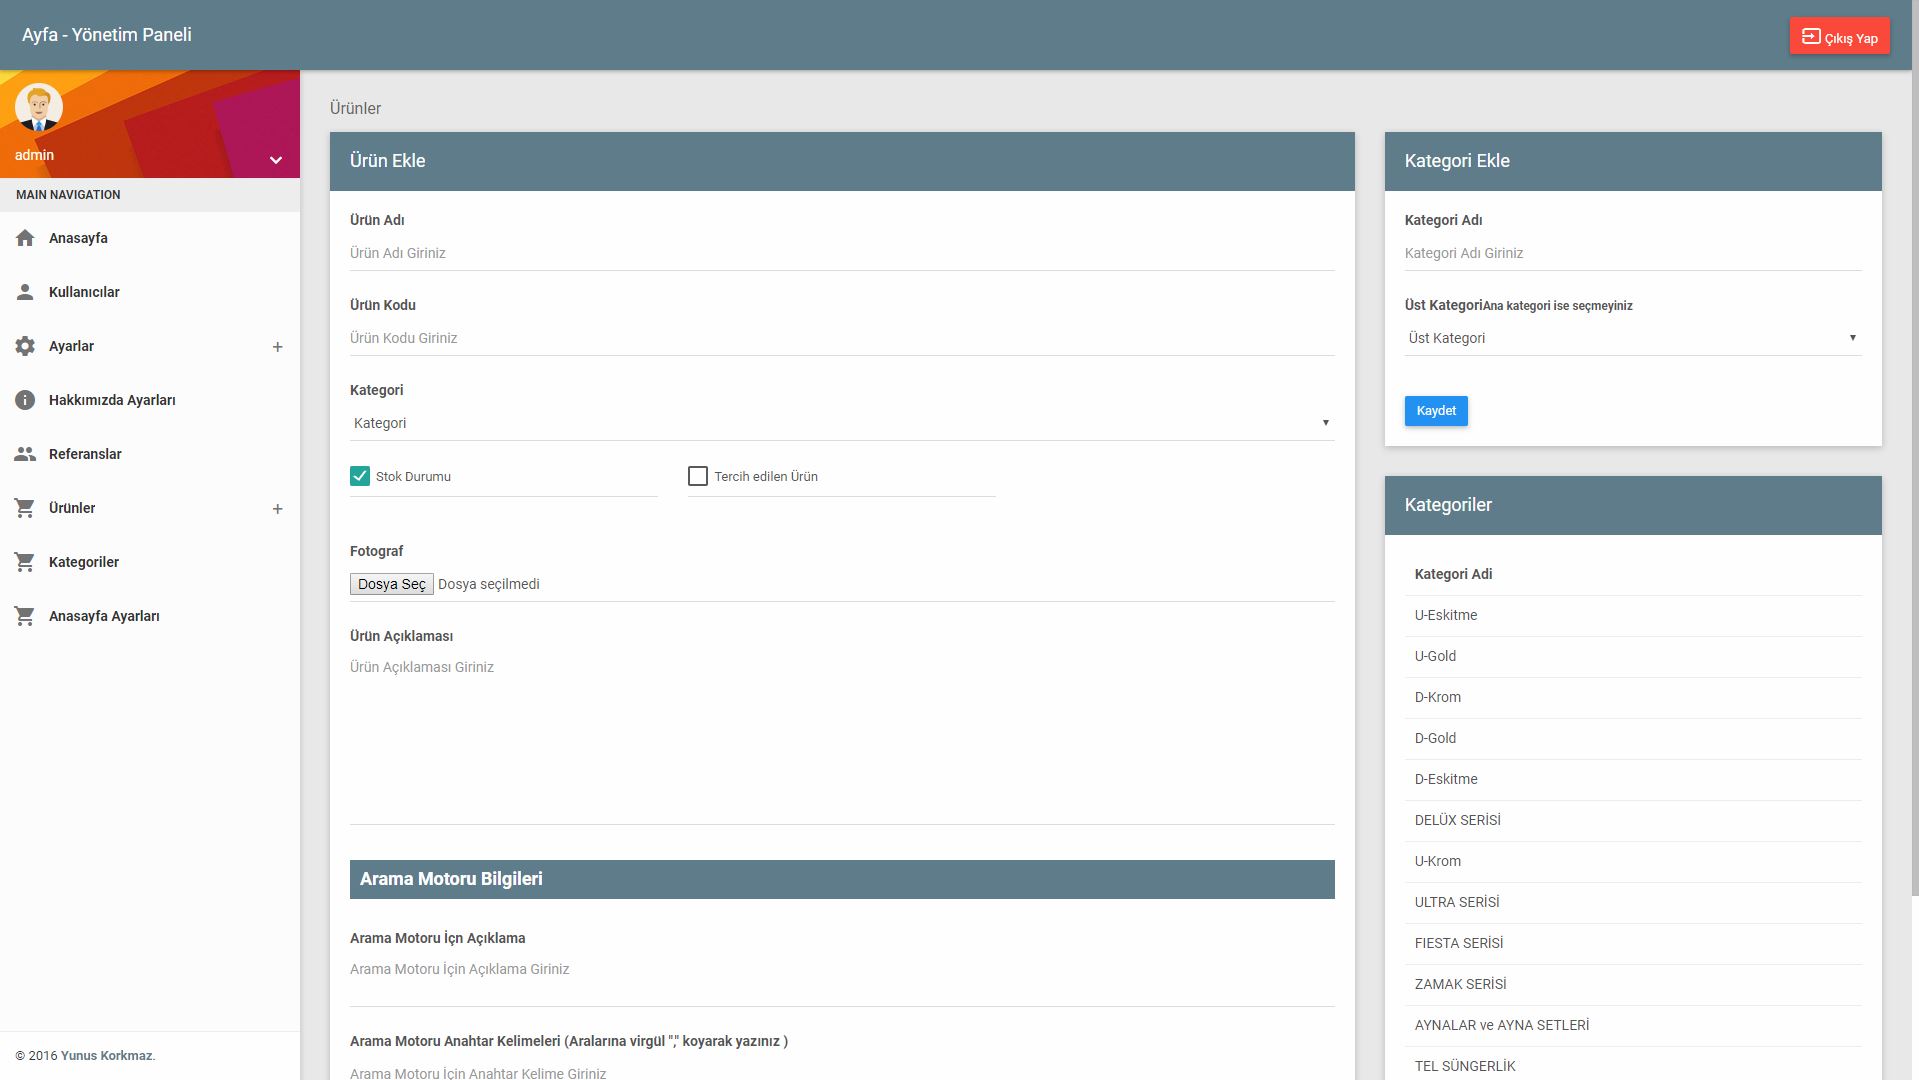 Ayfa - Yönetim Paneli
Çıkış Yap
admin
MAIN NAVIGATION
Anasayfa
Kullanıcılar
Ayarlar
Hakkımızda Ayarları
Referanslar
Ürünler
Kategoriler
Anasayfa Ayarları
© 2016 Yunus Korkmaz.
Ürünler
Ürün Ekle
Ürün Adı
Ürün Adı Giriniz
Ürün Kodu
Ürün Kodu Giriniz
Kategori
Kategori
Stok Durumu
Tercih edilen Ürün
Fotograf
Dosya Seç Dosya seçilmedi
Ürün Açıklaması
Ürün Açıklaması Giriniz
Arama Motoru Bilgileri
Arama Motoru İçn Açıklama
Arama Motoru İçin Açıklama Giriniz
Arama Motoru Anahtar Kelimeleri (Aralarına virgül "," koyarak yazınız )
Arama Motoru İçin Anahtar Kelime Giriniz
Kategori Ekle
Kategori Adı
Kategori Adı Giriniz
Üst KategoriAna kategori ise seçmeyiniz
Üst Kategori
Kaydet
Kategoriler
Kategori Adi
U-Eskitme
U-Gold
D-Krom
D-Gold
D-Eskitme
DELÜX SERİSİ
U-Krom
ULTRA SERİSİ
FIESTA SERİSİ
ZAMAK SERİSİ
AYNALAR ve AYNA SETLERİ
TEL SÜNGERLİK